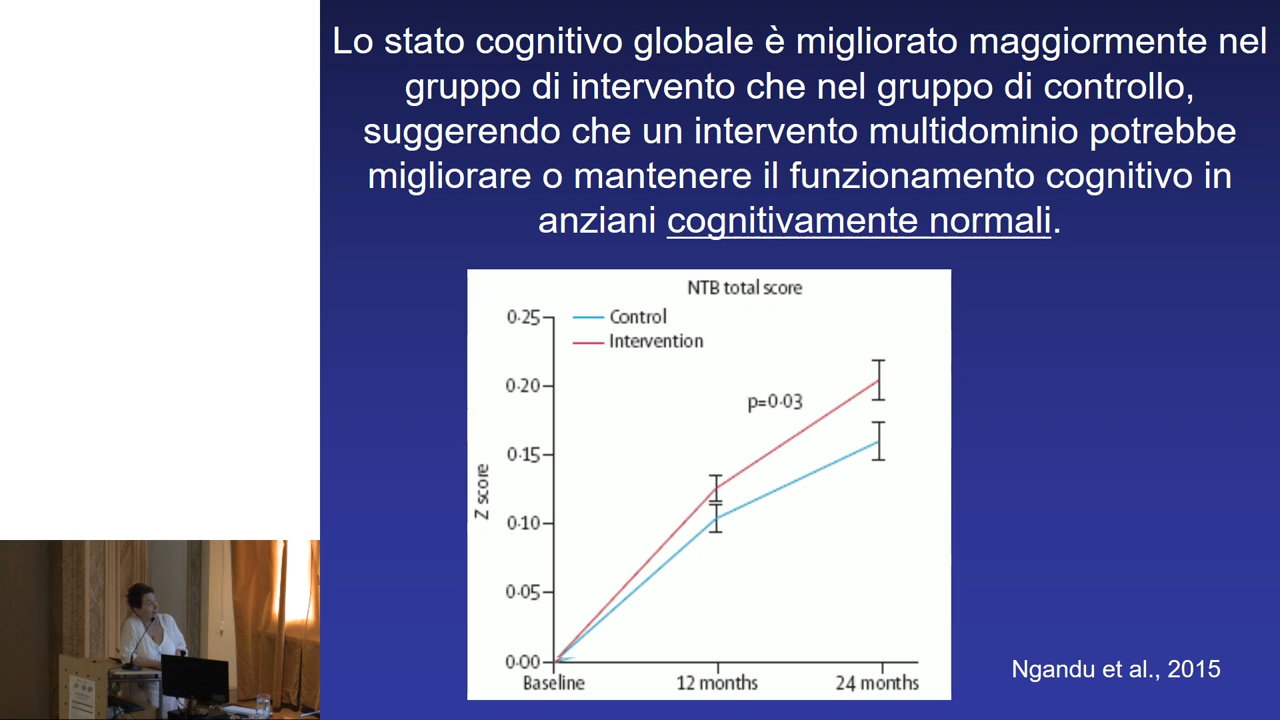 Lo stato cognitivo globale è migliorato maggiormente nel
gruppo di intervento che nel gruppo di controllo,
suggerendo che un intervento multidominio potrebbe
migliorare o mantenere il funzionamento cognitivo in
anziani cognitivamente normali.
NTB total score
Control
Intervention
0·25
0·20
0·15
0·10
0·05
0·00
Z score
p=0·03
Baseline
12 months
24 months
Ngandu et al., 2015